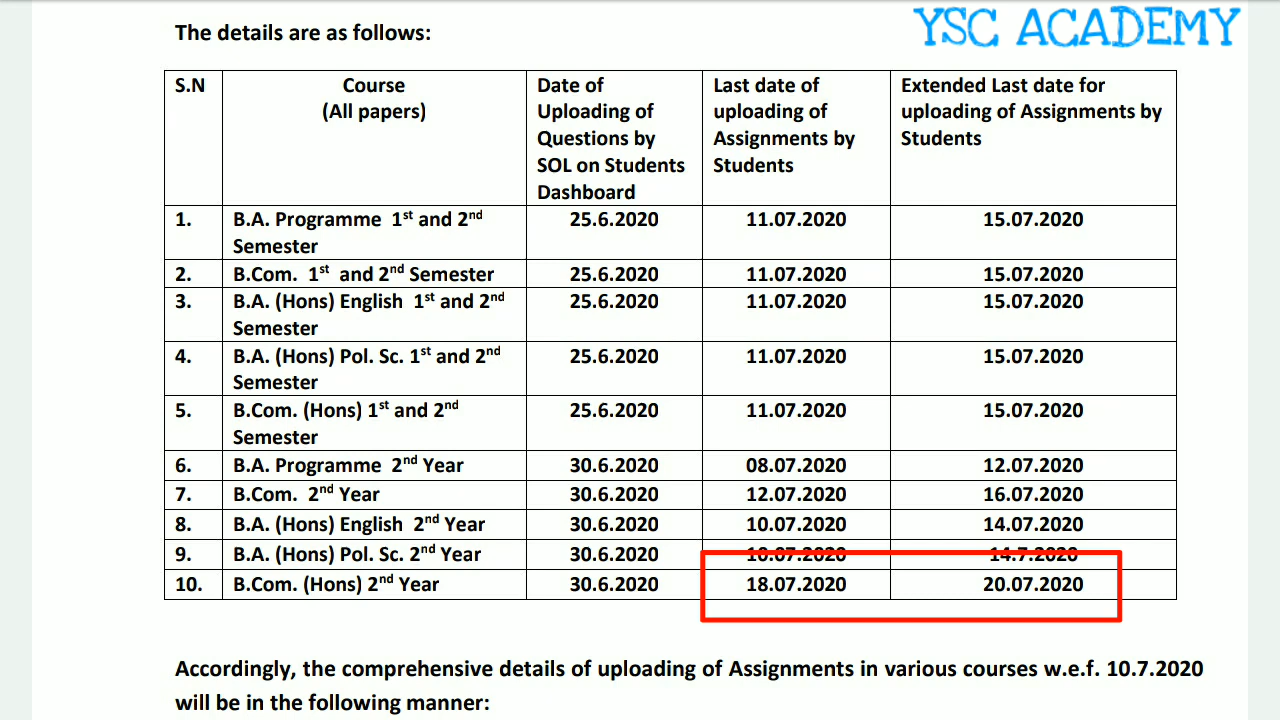 YSC ACADEMY
The details are as follows:
S.N Course (All papers) Date of Uploading of Questions by SOL on Students Dashboard Last date of uploading of Assignments by Students Extended Last date for uploading of Assignments by Students
1. B.A. Programme 1st and 2nd Semester 25.6.2020 11.07.2020 15.07.2020
2. B.Com. 1st and 2nd Semester 25.6.2020 11.07.2020 15.07.2020
3. B.A. (Hons) English 1st and 2nd Semester 25.6.2020 11.07.2020 15.07.2020
4. B.A. (Hons) Pol. Sc. 1st and 2nd Semester 25.6.2020 11.07.2020 15.07.2020
5. B.Com. (Hons) 1st and 2nd Semester 25.6.2020 11.07.2020 15.07.2020
6. B.A. Programme 2nd Year 30.6.2020 08.07.2020 12.07.2020
7. B.Com. 2nd Year 30.6.2020 12.07.2020 16.07.2020
8. B.A. (Hons) English 2nd Year 30.6.2020 10.07.2020 14.07.2020
9. B.A. (Hons) Pol. Sc. 2nd Year 30.6.2020 10.07.2020 14.7.2020
10. B.Com. (Hons) 2nd Year 30.6.2020 18.07.2020 20.07.2020
Accordingly, the comprehensive details of uploading of Assignments in various courses w.e.f. 10.7.2020
will be in the following manner: